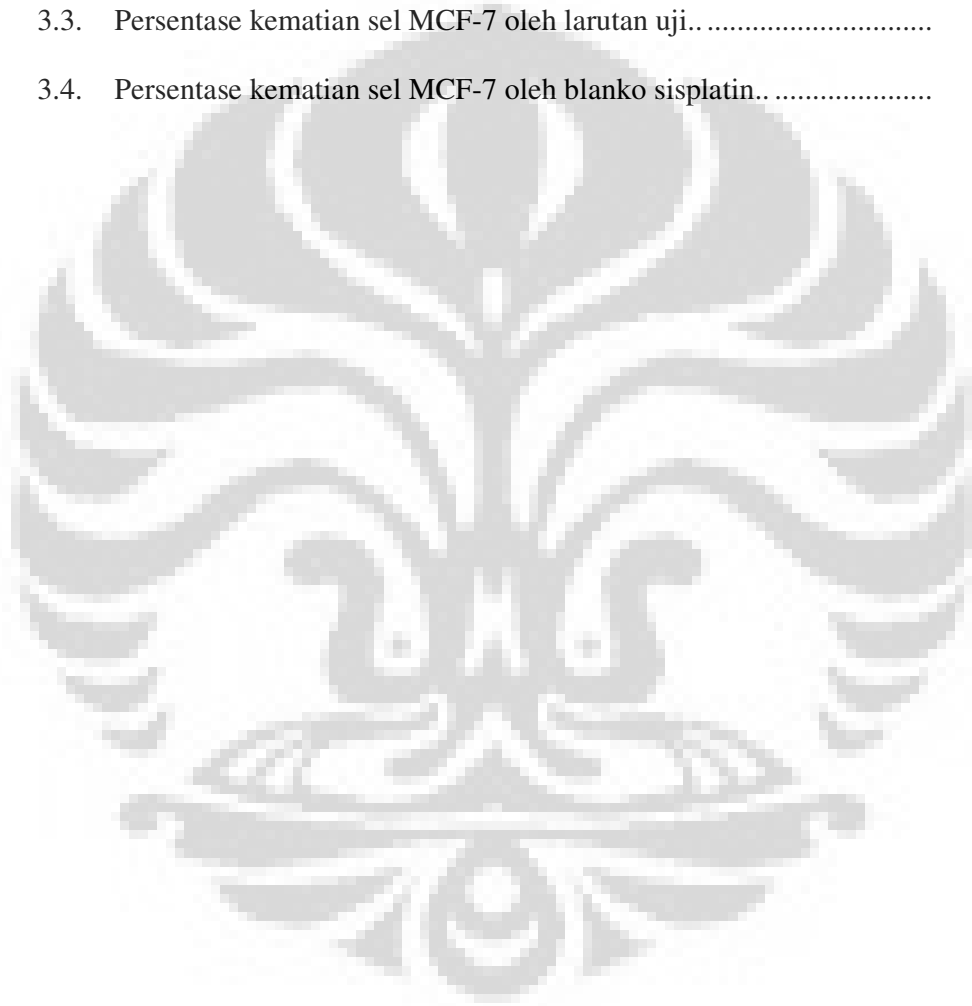 3.3. Persentase kematian sel MCF-7 oleh larutan uji.. .............................
3.4. Persentase kematian sel MCF-7 oleh blanko sisplatin.. ....................